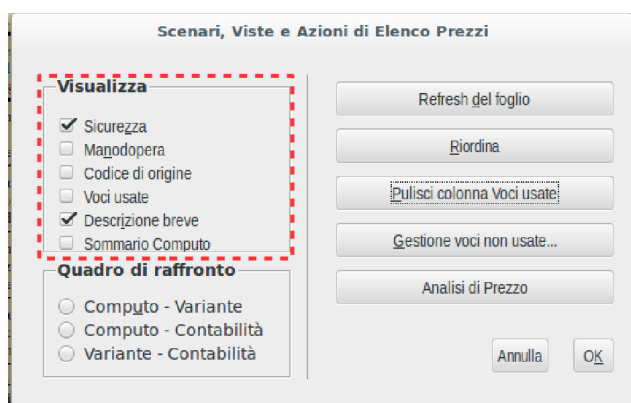 Scenari, Viste e Azioni di Elenco Prezzi
Visualizza
Sicurezza
Manodopera
Codice di origine
Voci usate
Descrizione breve
Sommario Computo
Quadro di raffronto
Computo - Variante
Computo - Contabilità
Variante - Contabilità
Refresh del foglio
Riordina
Pulisci colonna Voci usate
Gestione voci non usate...
Analisi di Prezzo
Annulla
OK